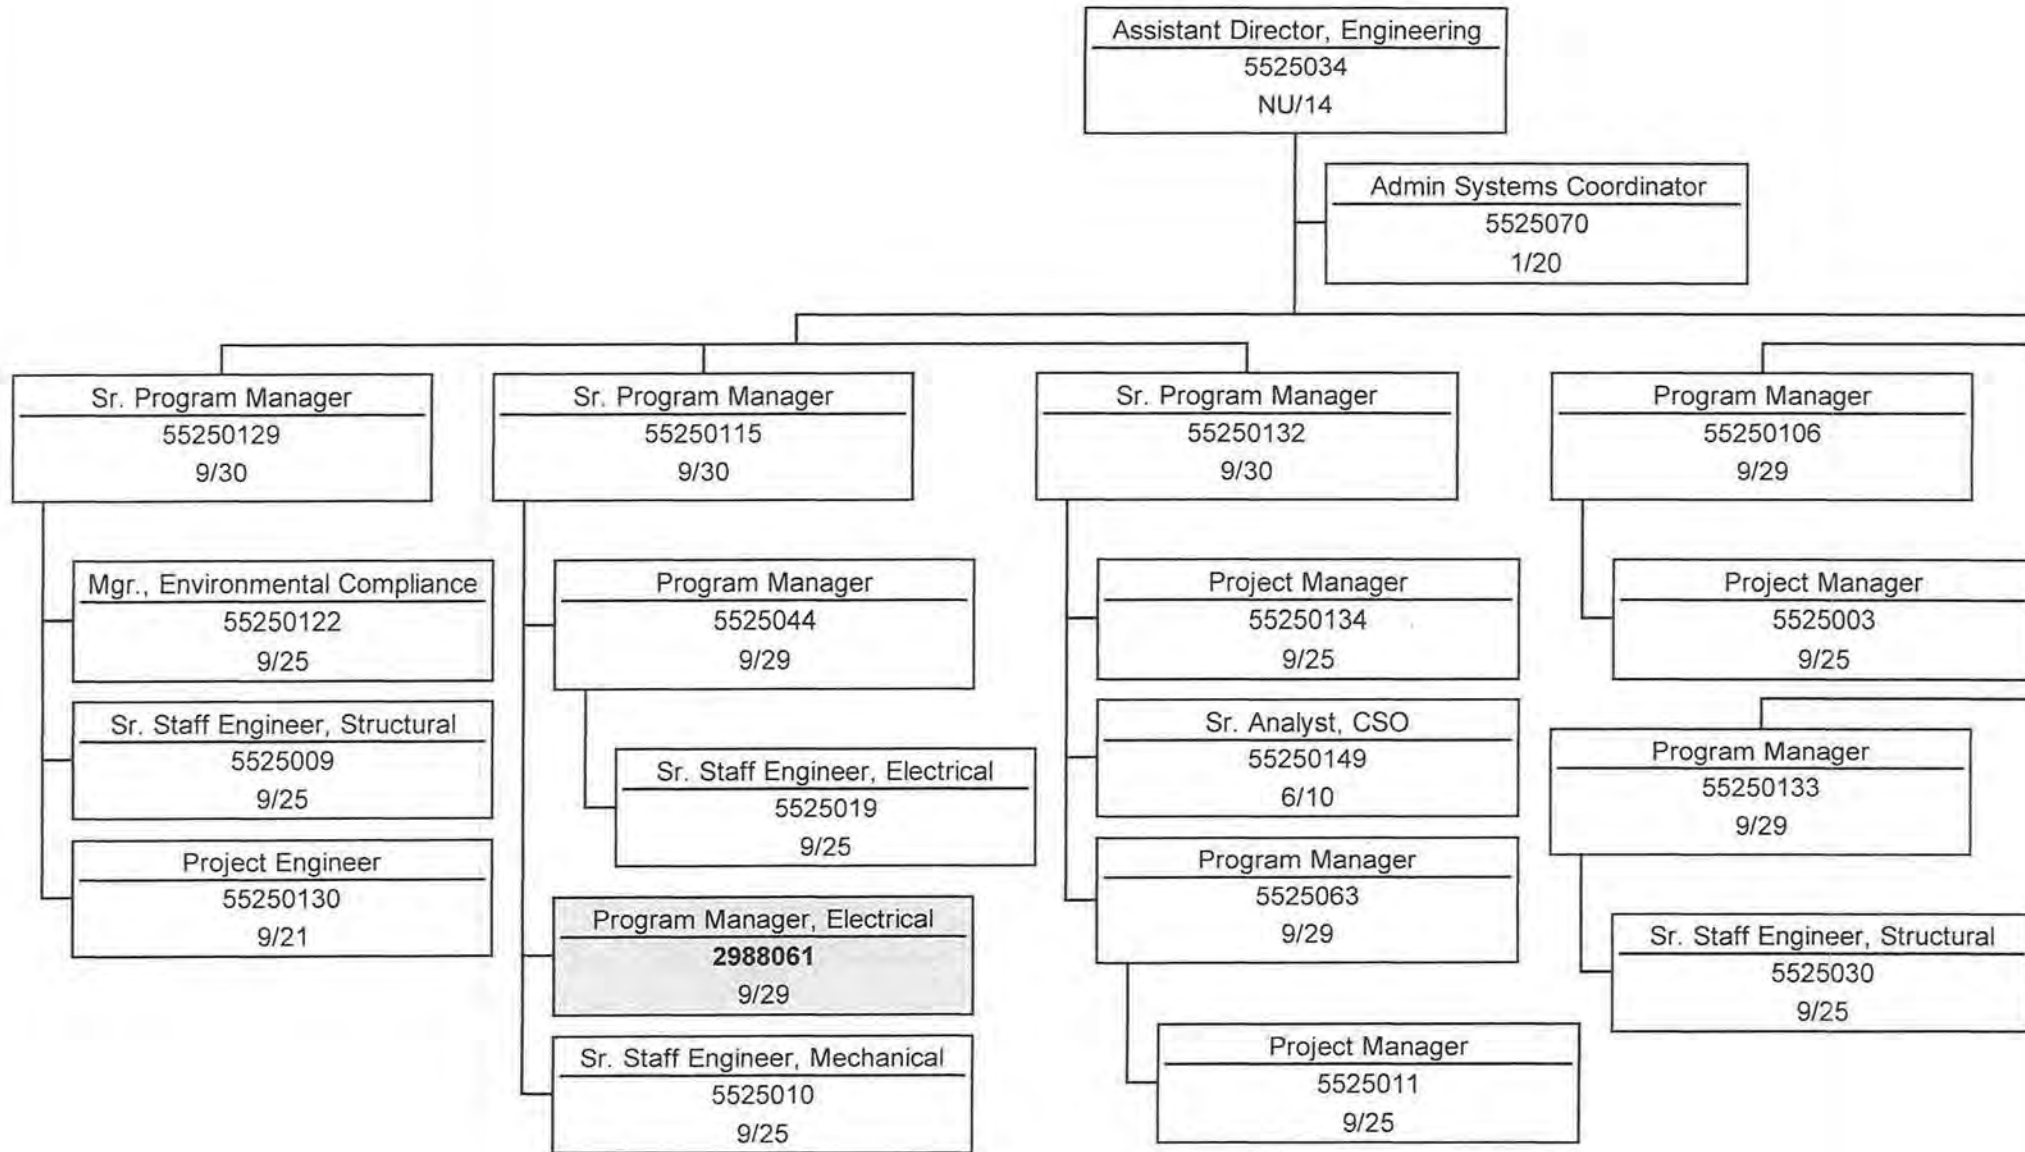 Assistant Director, Engineering
5525034
NU/14
Admin Systems Coordinator
5525070
1/20
Sr. Program Manager
55250129
9/30
Mgr., Environmental Compliance
55250122
9/25
Sr. Staff Engineer, Structural
5525009
9/25
Project Engineer
55250130
9/21
Sr. Program Manager
55250115
9/30
Program Manager
5525044
9/29
Sr. Staff Engineer, Electrical
5525019
9/25
Program Manager, Electrical
2988061
9/29
Sr. Staff Engineer, Mechanical
5525010
9/25
Sr. Program Manager
55250132
9/30
Project Manager
55250134
9/25
Sr. Analyst, CSO
55250149
6/10
Program Manager
5525063
9/29
Project Manager
5525011
9/25
Program Manager
55250106
9/29
Project Manager
5525003
9/25
Program Manager
55250133
9/29
Sr. Staff Engineer, Structural
5525030
9/25